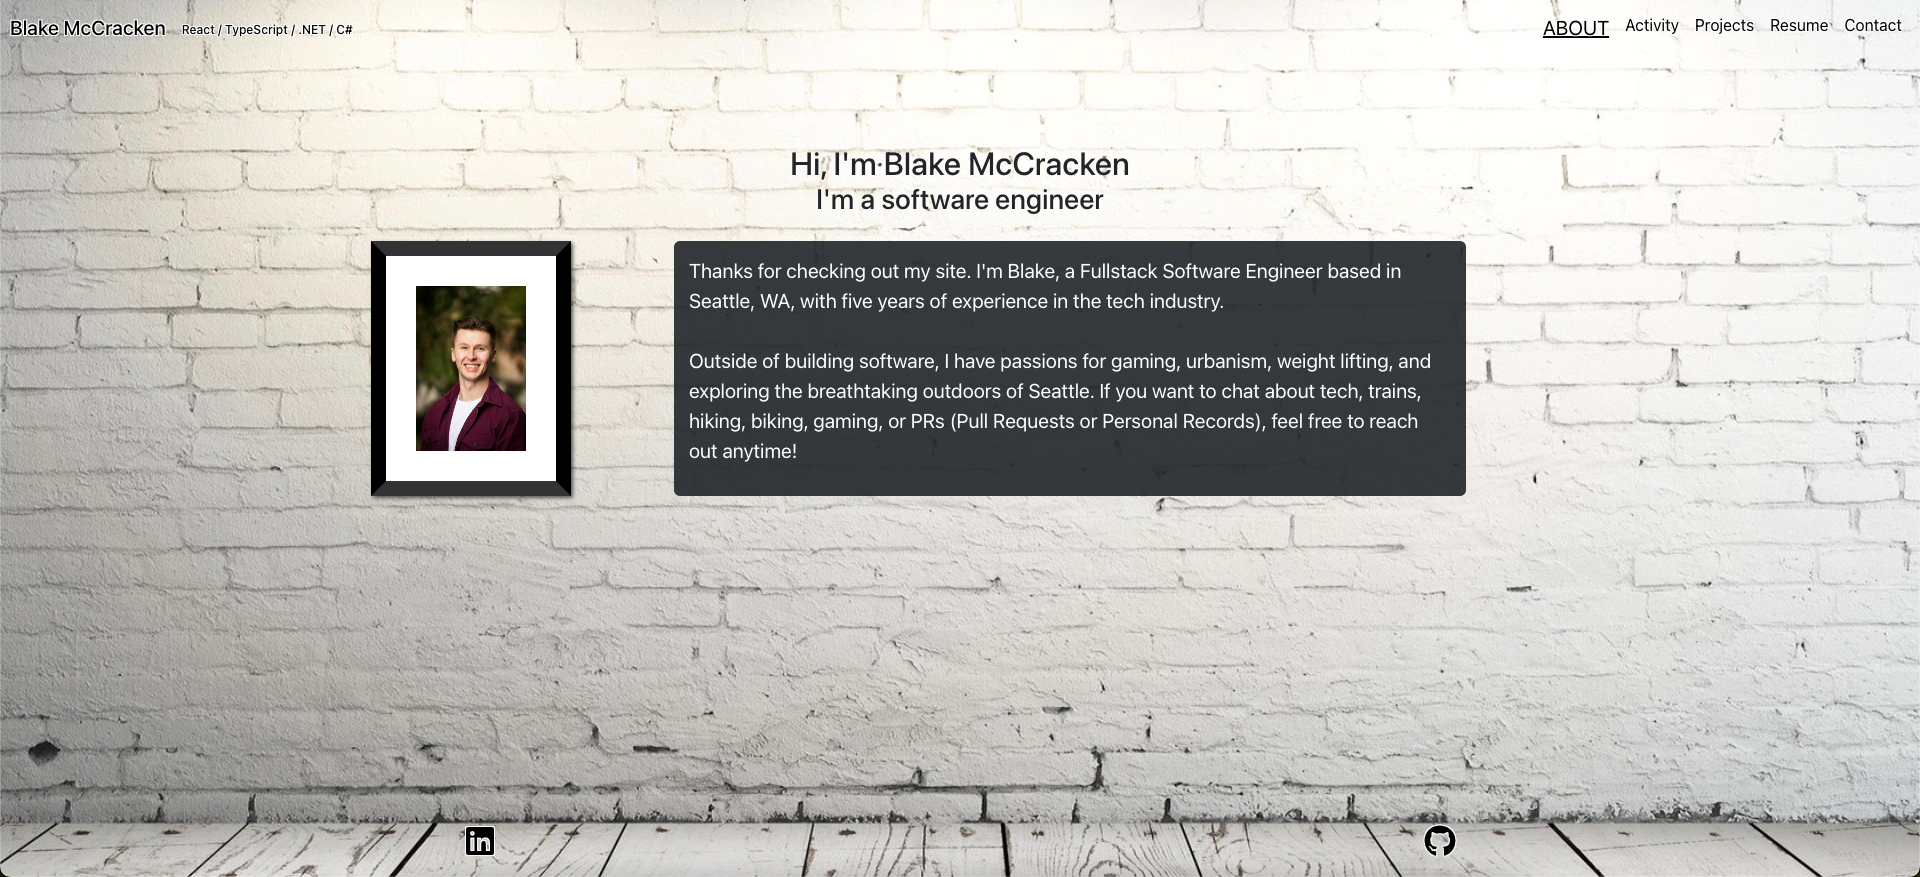 Blake McCracken
React / TypeScript / .NET / C#
ABOUT
Activity
Projects
Resume
Contact
Hi, I'm Blake McCracken
I'm a software engineer
Thanks for checking out my site. I'm Blake, a Fullstack Software Engineer based in
Seattle, WA, with five years of experience in the tech industry.
Outside of building software, I have passions for gaming, urbanism, weight lifting, and
exploring the breathtaking outdoors of Seattle. If you want to chat about tech, trains,
hiking, biking, gaming, or PRs (Pull Requests or Personal Records), feel free to reach
out anytime!
in